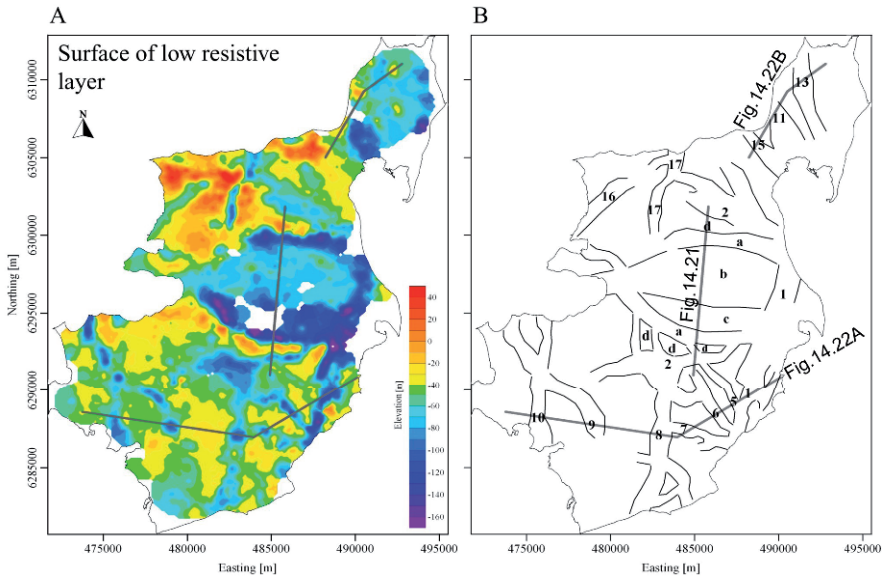 A
Surface of low resistive
layer
N
Northing [m]
6310000
6305000
6300000
6295000
6290000
6285000
475000 480000 485000 490000 495000
Easting [m]
Elevation [m]
40
20
0
-20
-40
-60
-80
-100
-120
-140
-160
B
Fig.14.22B
13
11
15
17
16
17
2
d
a
Fig.14.21
b
1
c
a
d
d
d
2
Fig.14.22A
1
5
6
10
9
8
7
475000 480000 485000 490000 495000
Easting [m]